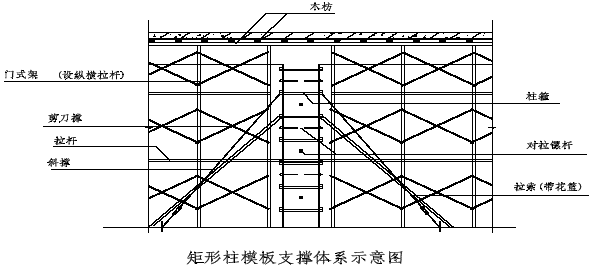 木枋
门式架 (设纵横拉杆)
柱箍
剪刀撑
拉杆
对拉锣杆
斜撑
拉索(带花篮)
矩形柱模板支撑体系示意图